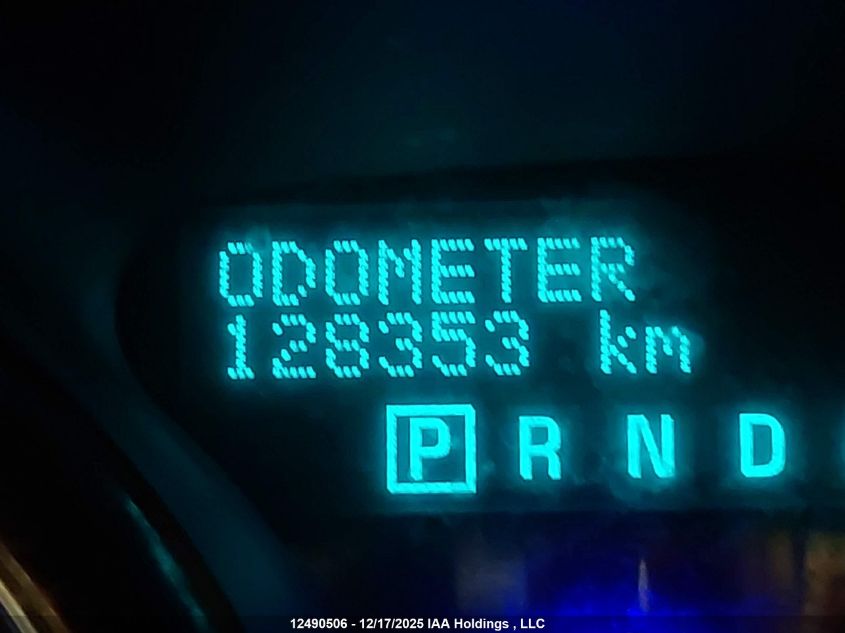 ODOMETER
128353 km
P R N D
12490506 - 12/17/2025 IAA Holdings , LLC